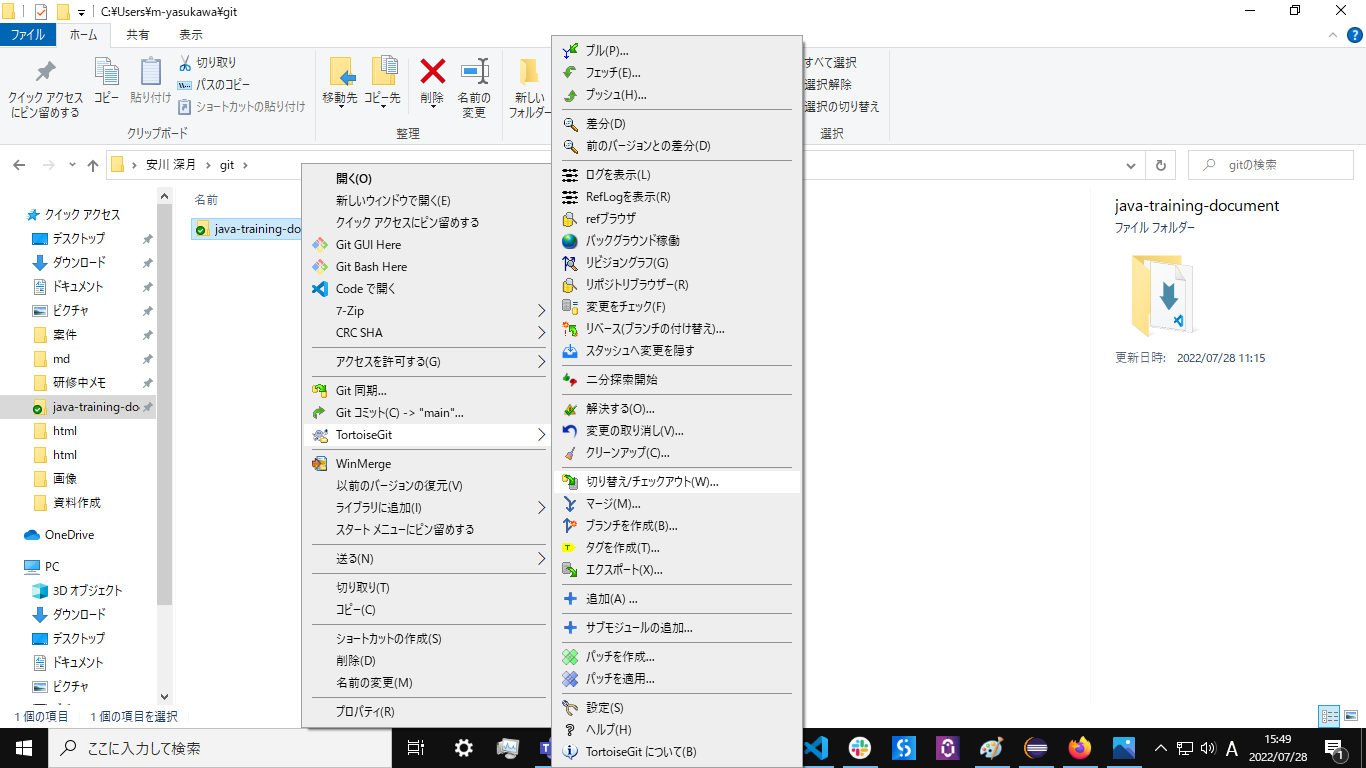 C:¥Users¥m-yasukawa¥git
ファイル
ホーム
共有
表示
クイック アクセス
にピン留めする
コピー
貼り付け
切り取り
パスのコピー
ショートカットの貼り付け
クリップボード
移動先
コピー先
削除
名前の
変更
整理
新しい
フォルダー
すべて選択
選択解除
選択の切り替え
選択
安川 深月
git
gitの検索
クイック アクセス
デスクトップ
ダウンロード
ドキュメント
ピクチャ
案件
md
研修中メモ
java-training-do
html
html
画像
資料作成
OneDrive
PC
3D オブジェクト
ダウンロード
デスクトップ
ドキュメント
ピクチャ
1 個の項目
1 個の項目を選択
名前
java-training-do
開く(O)
新しいウィンドウで開く(E)
クイック アクセスにピン留めする
Git GUI Here
Git Bash Here
Code で開く
7-Zip
CRC SHA
アクセスを許可する(G)
Git 同期...
Git コミット(C) -> "main"...
TortoiseGit
WinMerge
以前のバージョンの復元(V)
ライブラリに追加(I)
スタート メニューにピン留めする
送る(N)
切り取り(T)
コピー(C)
ショートカットの作成(S)
削除(D)
名前の変更(M)
プロパティ(R)
プル(P)...
フェッチ(E)...
プッシュ(H)...
差分(D)
前のバージョンとの差分(D)
ログを表示(L)
RefLogを表示(R)
refブラウザ
バックグラウンド稼働
リビジョングラフ(G)
リポジトリブラウザー(R)
変更をチェック(F)
リベース(ブランチの付け替え)...
スタッシュへ変更を隠す
二分探索開始
解決する(O)...
変更の取り消し(V)...
クリーンアップ(C)...
切り替え/チェックアウト(W)...
マージ(M)...
ブランチを作成(B)...
タグを作成(T)...
エクスポート(X)...
追加(A) ...
サブモジュールの追加...
パッチを作成...
パッチを適用...
設定(S)
ヘルプ(H)
TortoiseGit について(B)
java-training-document
ファイル フォルダー
更新日時: 2022/07/28 11:15
ここに入力して検索
A
15:49
2022/07/28
1